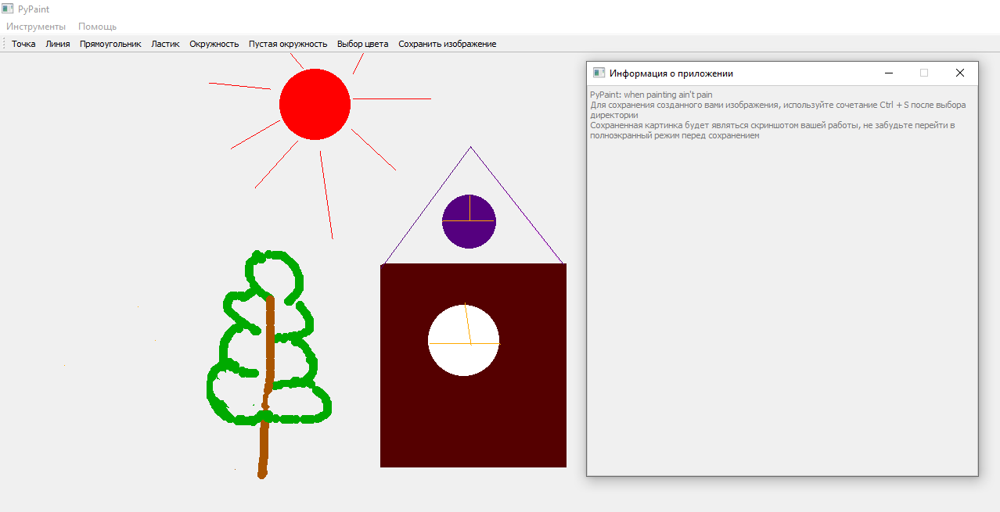 PyPaint
Инструменты Помощь
Точка Линия Прямоугольник Ластик Окружность Пустая окружность Выбор цвета Сохранить изображение
Информация о приложении
PyPaint: when painting ain't pain
Для сохранения созданного вами изображения, используйте сочетание Ctrl + S после выбора
директории
Сохраненная картинка будет являться скриншотом вашей работы, не забудьте перейти в
полноэкранный режим перед сохранением